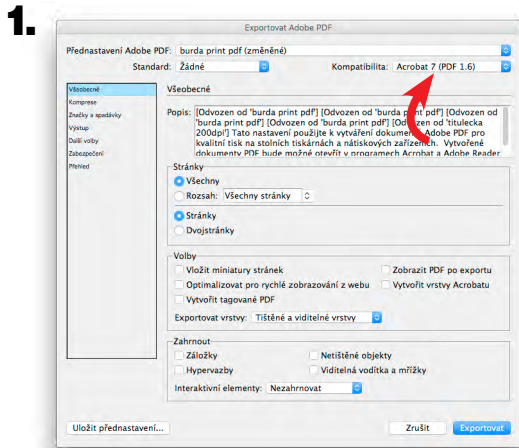 1.
Exportovat Adobe PDF
Přednastavení Adobe PDF: burda print pdf (změněné)
Standard: Žádné
Kompatibilita: Acrobat 7 (PDF 1.6)
Všeobecné
Komprese
Značky a spadávky
Výstup
Další volby
Zabezpečení
Přehled
Všeobecné
Popis: [Odvozen od 'burda print pdf'] [Odvozen od 'burda print pdf'] [Odvozen od
'burda print pdf'] [Odvozen od 'burda print pdf'] [Odvozen od 'titulecka
200dpi'] Tato nastavení použijte k vytváření dokumentů Adobe PDF pro
kvalitní tisk na stolních tiskárnách a nátiskových zařízeních. Vytvořené
dokumenty PDF bude možné otevřít v programech Acrobat a Adobe Reader
Stránky
Všechny
Rozsah: Všechny stránky
Stránky
Dvojstránky
Volby
Vložit miniatury stránek
Zobrazit PDF po exportu
Optimalizovat pro rychlé zobrazování z webu
Vytvořit vrstvy Acrobatu
Vytvořit tagované PDF
Exportovat vrstvy: Tištěné a viditelné vrstvy
Zahrnout
Záložky
Netištěné objekty
Hypervazby
Viditelná vodítka a mřížky
Interaktivní elementy: Nezahrnovat
Uložit přednastavení...
Zrušit
Exportovat